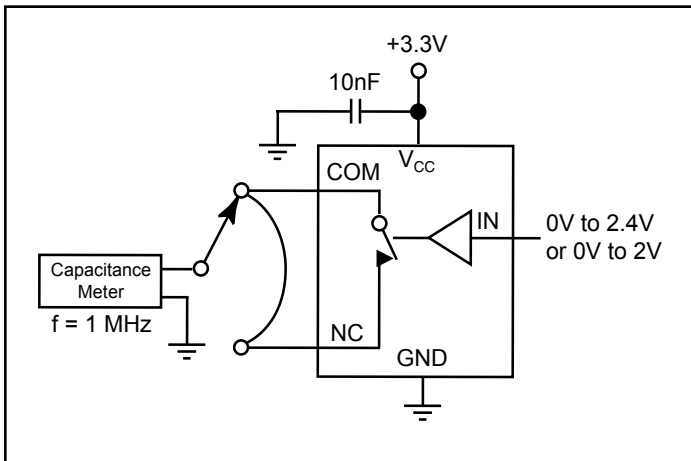 +3.3V
10nF
VCC
COM
IN
0V to 2.4V
or 0V to 2V
Capacitance
Meter
f = 1 MHz
NC
GND